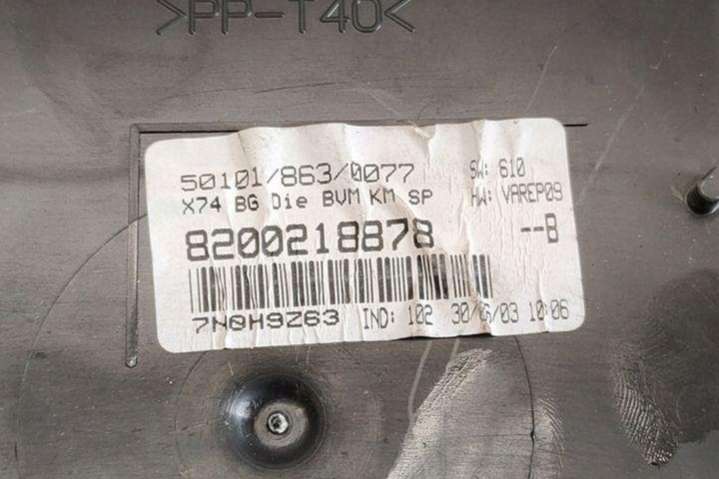 >PP-T40<
50101/863/0077 SW: 610
X74 BG Die BVM KM SP HW: VAREP09
8200218878 --B
7N0H9Z63 IND: 102 30/06/03 10:06